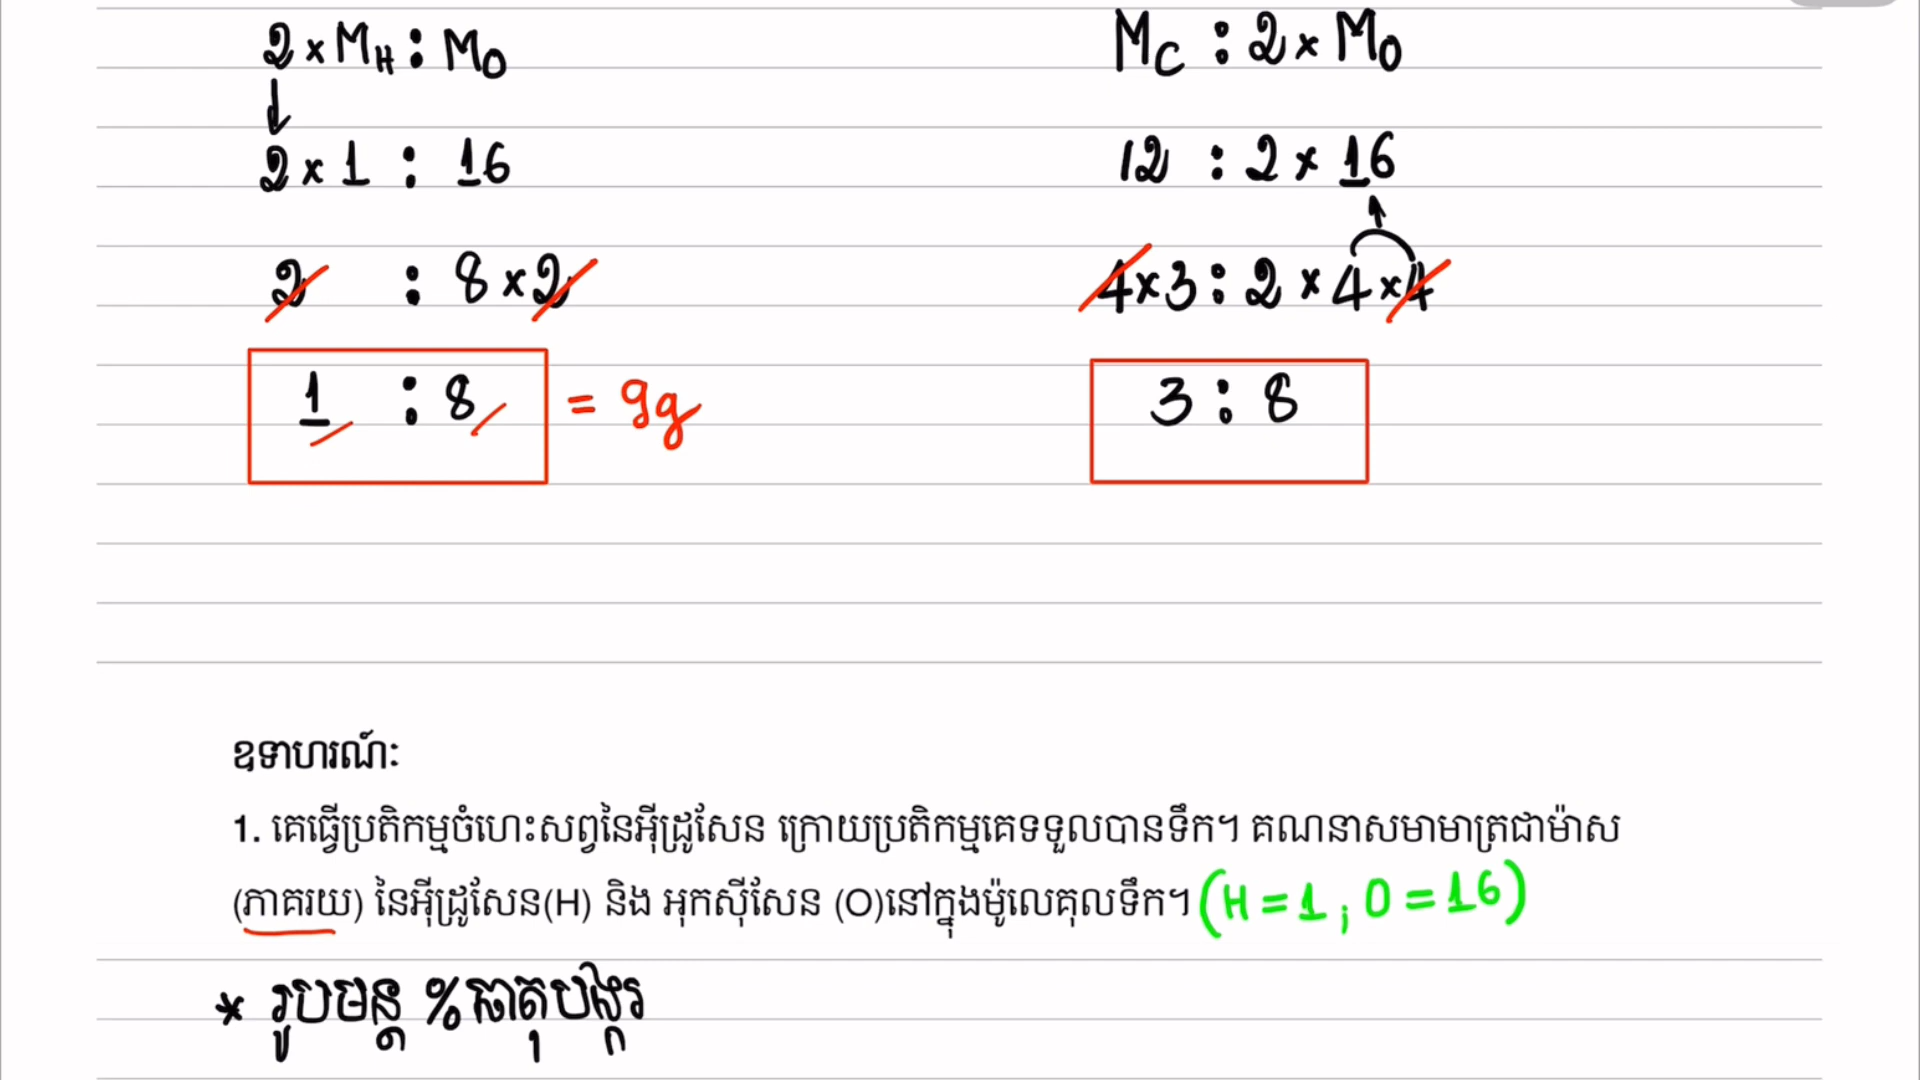 2 × M_H : M_O
M_C : 2 × M_O
2 × 1 : 16
12 : 2 × 16
2 : 8 × 2
4 × 3 : 2 × 4 × 4
1 : 8 = 9g
3 : 8
ឧទាហរណ៍ៈ
1. គេធ្វើប្រតិកម្មចំហេះសព្វនៃអ៊ីដ្រូសែន ក្រោយប្រតិកម្មគេទទួលបានទឹក។ គណនាសមាមាត្រជាម៉ាស
(ភាគរយ) នៃអ៊ីដ្រូសែន(H) និង អុកស៊ីសែន (O)នៅក្នុងម៉ូលេគុលទឹក។ (H = 1 ; O = 16)
* រូបមន្ត %ធាតុបង្ករ